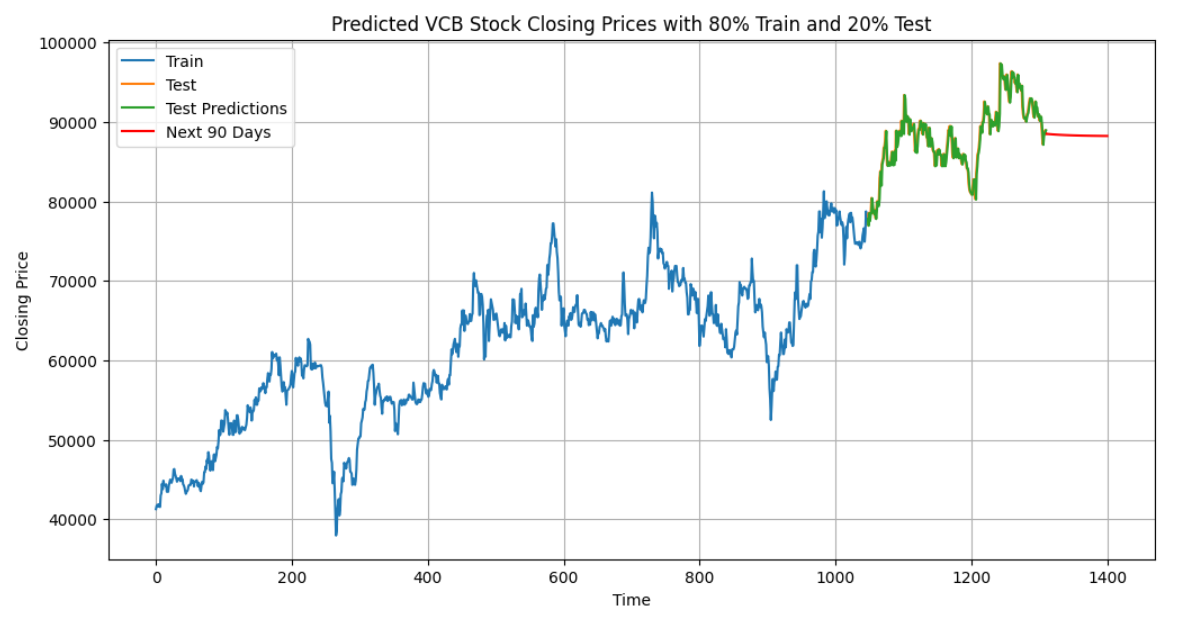 Predicted VCB Stock Closing Prices with 80% Train and 20% Test
100000
90000
80000
70000
60000
50000
40000
Closing Price
Train
Test
Test Predictions
Next 90 Days
0 200 400 600 800 1000 1200 1400
Time